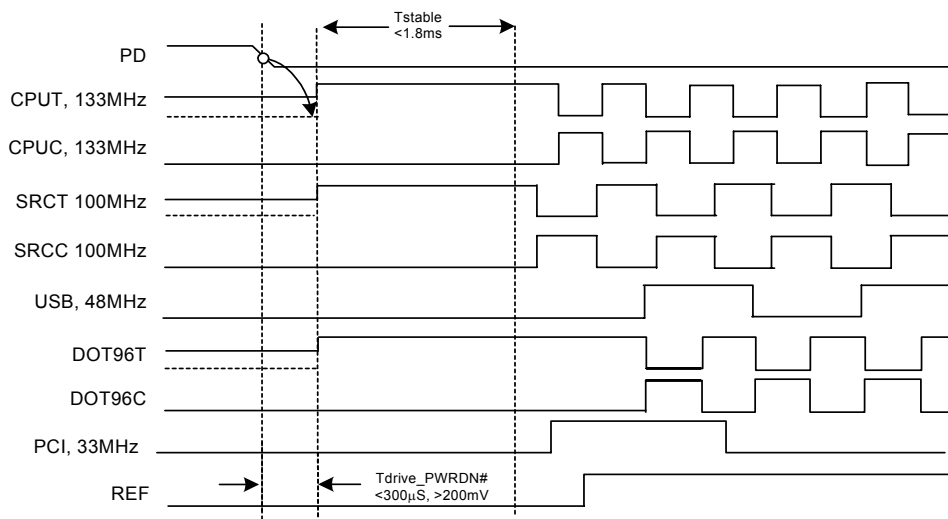 Tstable
<1.8ms
PD
CPUT, 133MHz
CPUC, 133MHz
SRCT 100MHz
SRCC 100MHz
USB, 48MHz
DOT96T
DOT96C
PCI, 33MHz
Tdrive_PWRDN#
<300µS, >200mV
REF